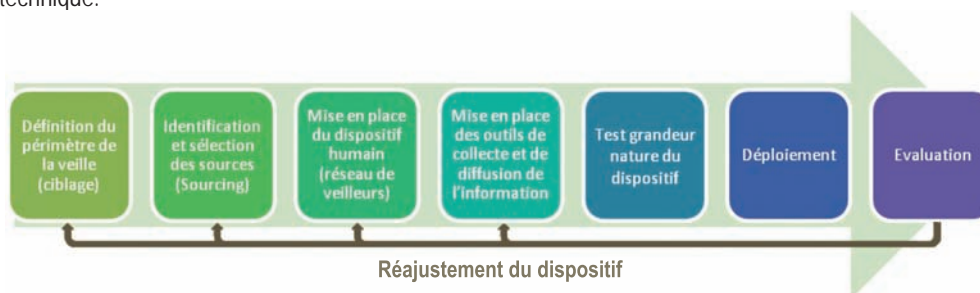 technique.
Définition du
périmètre de
la veille
(ciblage)
Identification
et sélection
des sources
(Sourcing)
Mise en place
du dispositif
humain
(réseau de
veilleurs)
Mise en place
des outils de
collecte et de
diffusion de
l'information
Test grandeur
nature du
dispositif
Déploiement
Evaluation
Réajustement du dispositif